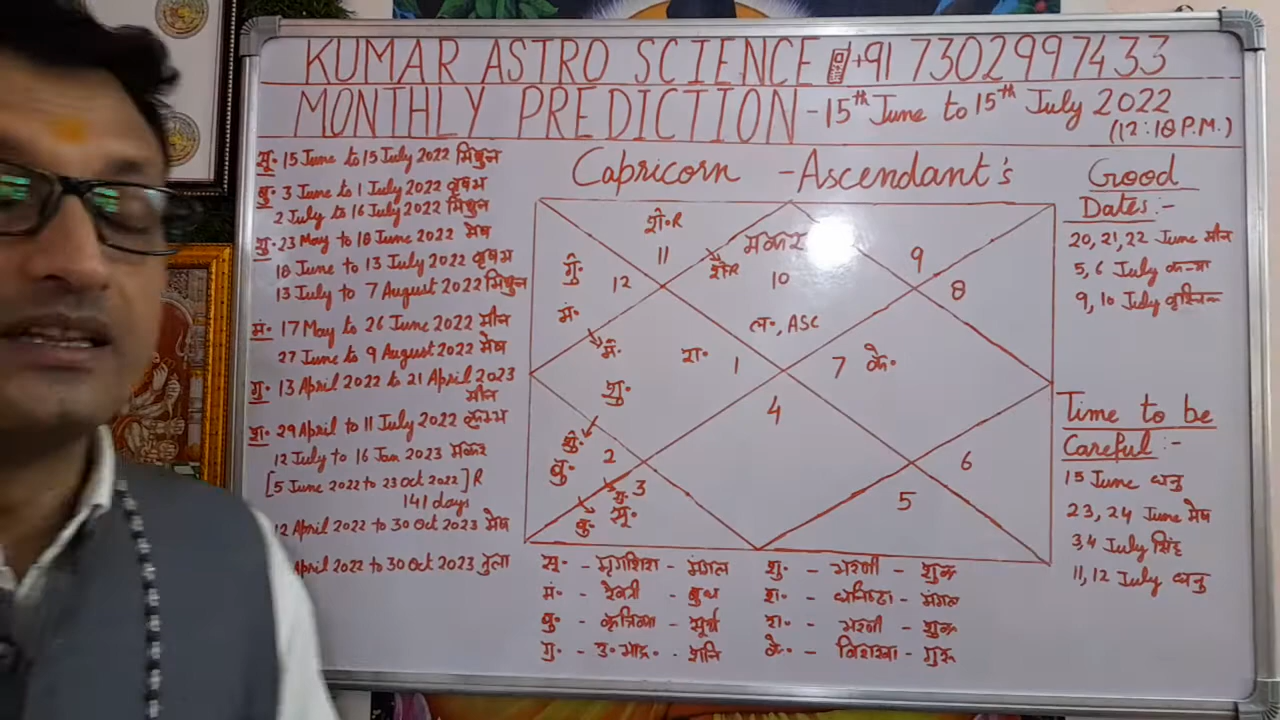 KUMAR ASTRO SCIENCE +91 7302997433
MONTHLY PREDICTION - 15th June to 15th July 2022
(12:18 P.M.)
Capricorn - Ascendant's
सू॰ 15 June to 15 July 2022 मिथुन
बु॰ 3 June to 1 July 2022 वृषभ
2 July to 16 July 2022 मिथुन
शु॰ 23 May to 18 June 2022 मेष
18 June to 13 July 2022 वृषभ
13 July to 7 August 2022 मिथुन
मं॰ 17 May to 26 June 2022 मीन
27 June to 9 August 2022 मेष
गु॰ 13 April 2022 to 21 April 2023
मीन
श॰ 29 April to 11 July 2022 कुम्भ
12 July to 16 Jan 2023 मकर
[5 June 2022 to 23 Oct 2022] R
141 days
12 April 2022 to 30 Oct 2023 मेष
April 2022 to 30 Oct 2023 तुला
श॰R
11
मकर
श॰R
10
ल॰, ASC
9
8
गु॰
12
मं॰
मं॰
रा॰ 1
7 के॰
शु॰
4
शु॰
बु॰ 2
3
शु॰
सू॰
बु॰
6
5
Good
Dates:-
20, 21, 22 June मीन
5, 6 July कन्या
9, 10 July वृश्चिक
Time to be
Careful:-
15 June धनु
23, 24 June मेष
3,4 July सिंह
11, 12 July धनु
सू॰ - मृगशिरा - मंगल
मं॰ - रेवती - बुध
बु॰ - कृत्तिका - सूर्य
गु॰ - उ॰भाद्र॰ - शनि
शु॰ - भरणी - शुक्र
श॰ - धनिष्ठा - मंगल
रा॰ - भरणी - शुक्र
के॰ - विशाखा - गुरू